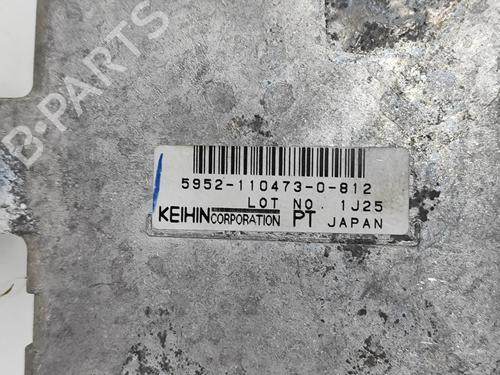 B-PARTS
5952-110473-0-812
LOT NO. 1J25
KEIHIN CORPORATION PT JAPAN